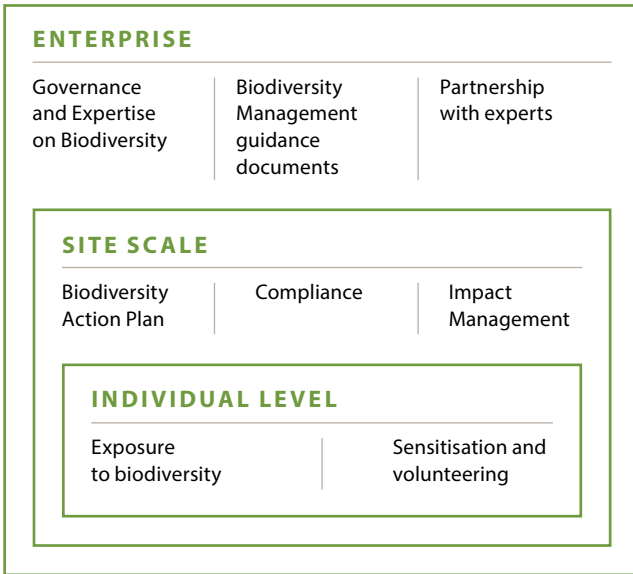 ENTERPRISE
Governance
and Expertise
on Biodiversity
Biodiversity
Management
guidance
documents
Partnership
with experts
SITE SCALE
Biodiversity
Action Plan
Compliance
Impact
Management
INDIVIDUAL LEVEL
Exposure
to biodiversity
Sensitisation and
volunteering